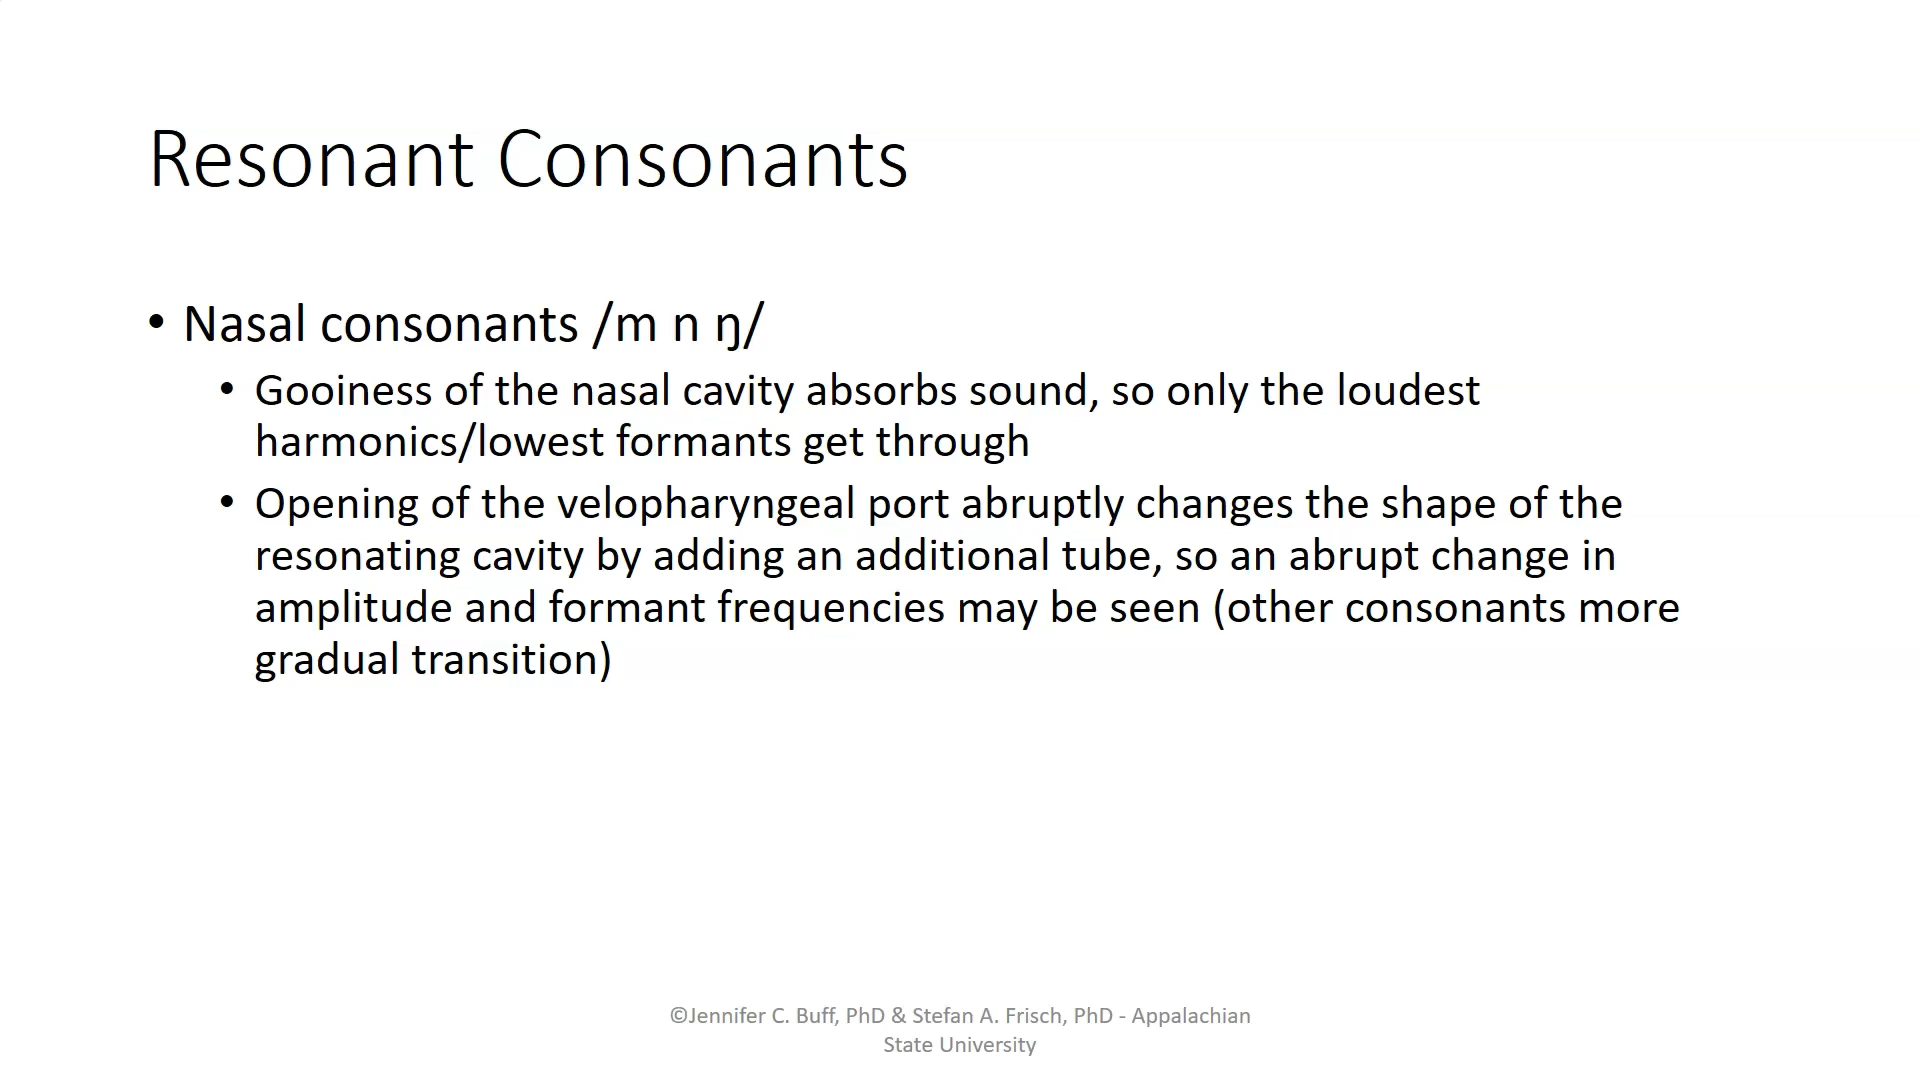 Resonant Consonants
• Nasal consonants /m n ŋ/
• Gooiness of the nasal cavity absorbs sound, so only the loudest
harmonics/lowest formants get through
• Opening of the velopharyngeal port abruptly changes the shape of the
resonating cavity by adding an additional tube, so an abrupt change in
amplitude and formant frequencies may be seen (other consonants more
gradual transition)
©Jennifer C. Buff, PhD & Stefan A. Frisch, PhD - Appalachian
State University